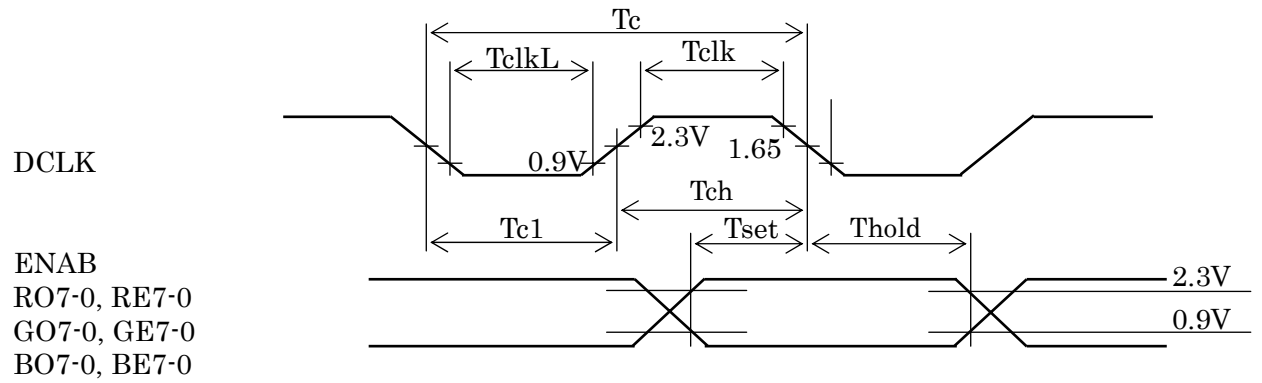 Tc
TclkL
Tclk
DCLK
0.9V
2.3V
1.65
Tch
Tc1
Tset
Thold
ENAB
RO7-0, RE7-0
GO7-0, GE7-0
BO7-0, BE7-0
2.3V
0.9V